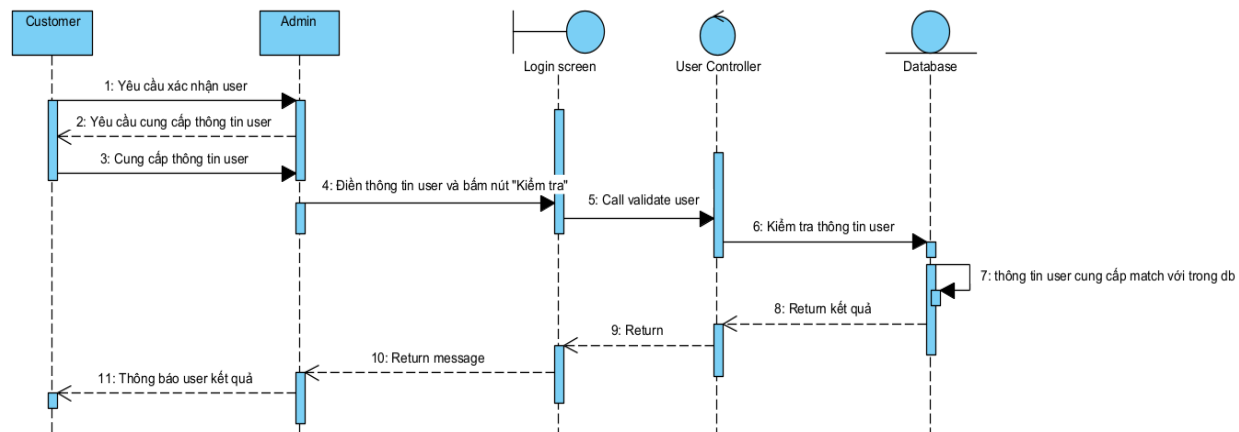 Customer
Admin
Login screen
User Controller
Database
1: Yêu cầu xác nhận user
2: Yêu cầu cung cấp thông tin user
3: Cung cấp thông tin user
4: Điền thông tin user và bấm nút "Kiểm tra"
5: Call validate user
6: Kiểm tra thông tin user
7: thông tin user cung cấp match với trong db
8: Return kết quả
9: Return
10: Return message
11: Thông báo user kết quả